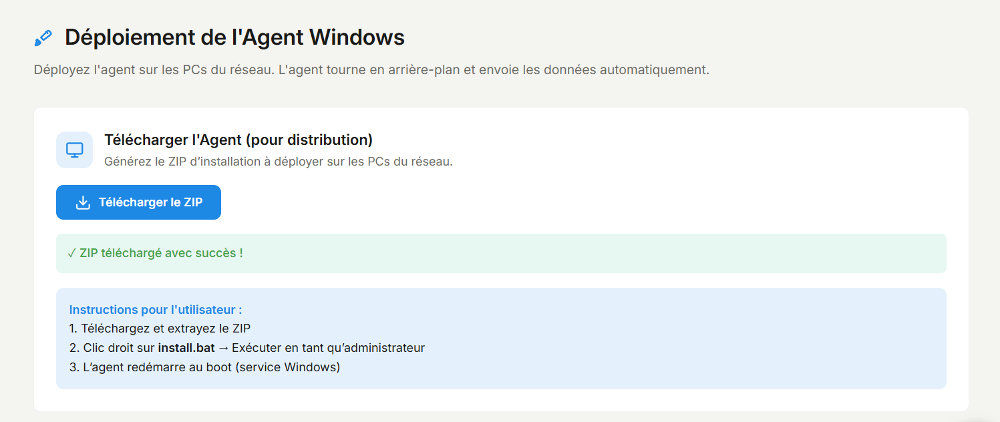 Déploiement de l'Agent Windows
Déployez l'agent sur les PCs du réseau. L'agent tourne en arrière-plan et envoie les données automatiquement.
Télécharger l'Agent (pour distribution)
Générez le ZIP d’installation à déployer sur les PCs du réseau.
Télécharger le ZIP
✓ ZIP téléchargé avec succès !
Instructions pour l'utilisateur :
1. Téléchargez et extrayez le ZIP
2. Clic droit sur install.bat → Exécuter en tant qu’administrateur
3. L’agent redémarre au boot (service Windows)